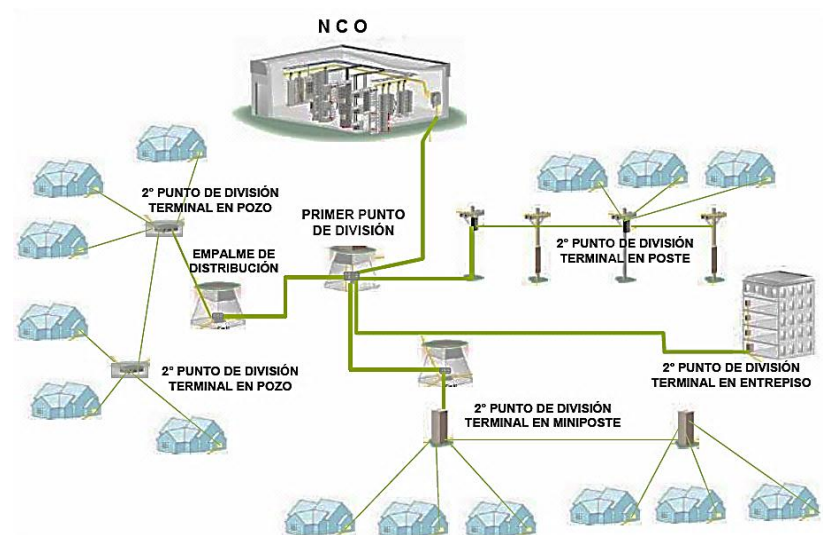 N C O
2° PUNTO DE DIVISIÓN
TERMINAL EN POZO
PRIMER PUNTO
DE DIVISIÓN
EMPALME DE
DISTRIBUCIÓN
2° PUNTO DE DIVISIÓN
TERMINAL EN POSTE
2° PUNTO DE DIVISIÓN
TERMINAL EN POZO
2° PUNTO DE DIVISIÓN
TERMINAL EN ENTREPISO
2° PUNTO DE DIVISIÓN
TERMINAL EN MINIPOSTE